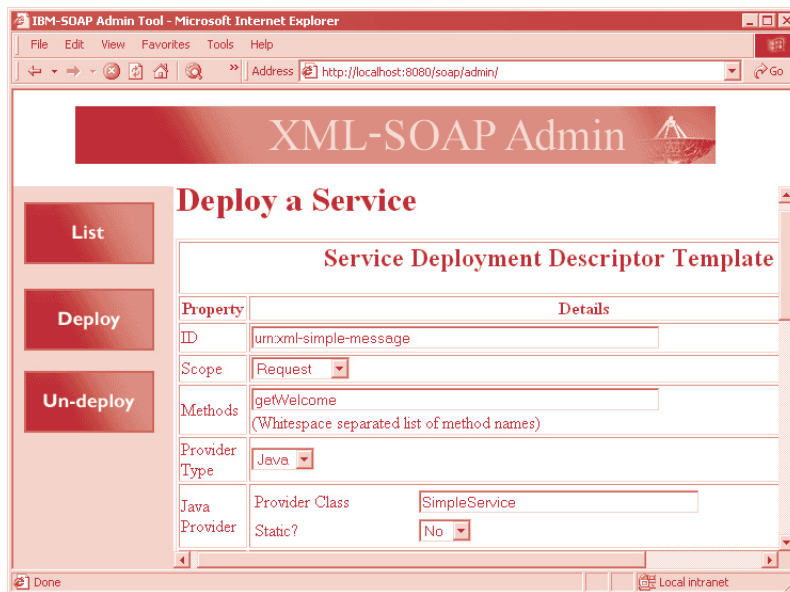 IBM-SOAP Admin Tool - Microsoft Internet Explorer
File Edit View Favorites Tools Help
» Address http://localhost:8080/soap/admin/ Go
XML-SOAP Admin
List
Deploy
Un-deploy
Deploy a Service
Service Deployment Descriptor Template
Property Details
ID urn:xml-simple-message
Scope Request
Methods getWelcome
(Whitespace separated list of method names)
Provider Type Java
Java Provider Provider Class SimpleService
Static? No
Done Local intranet